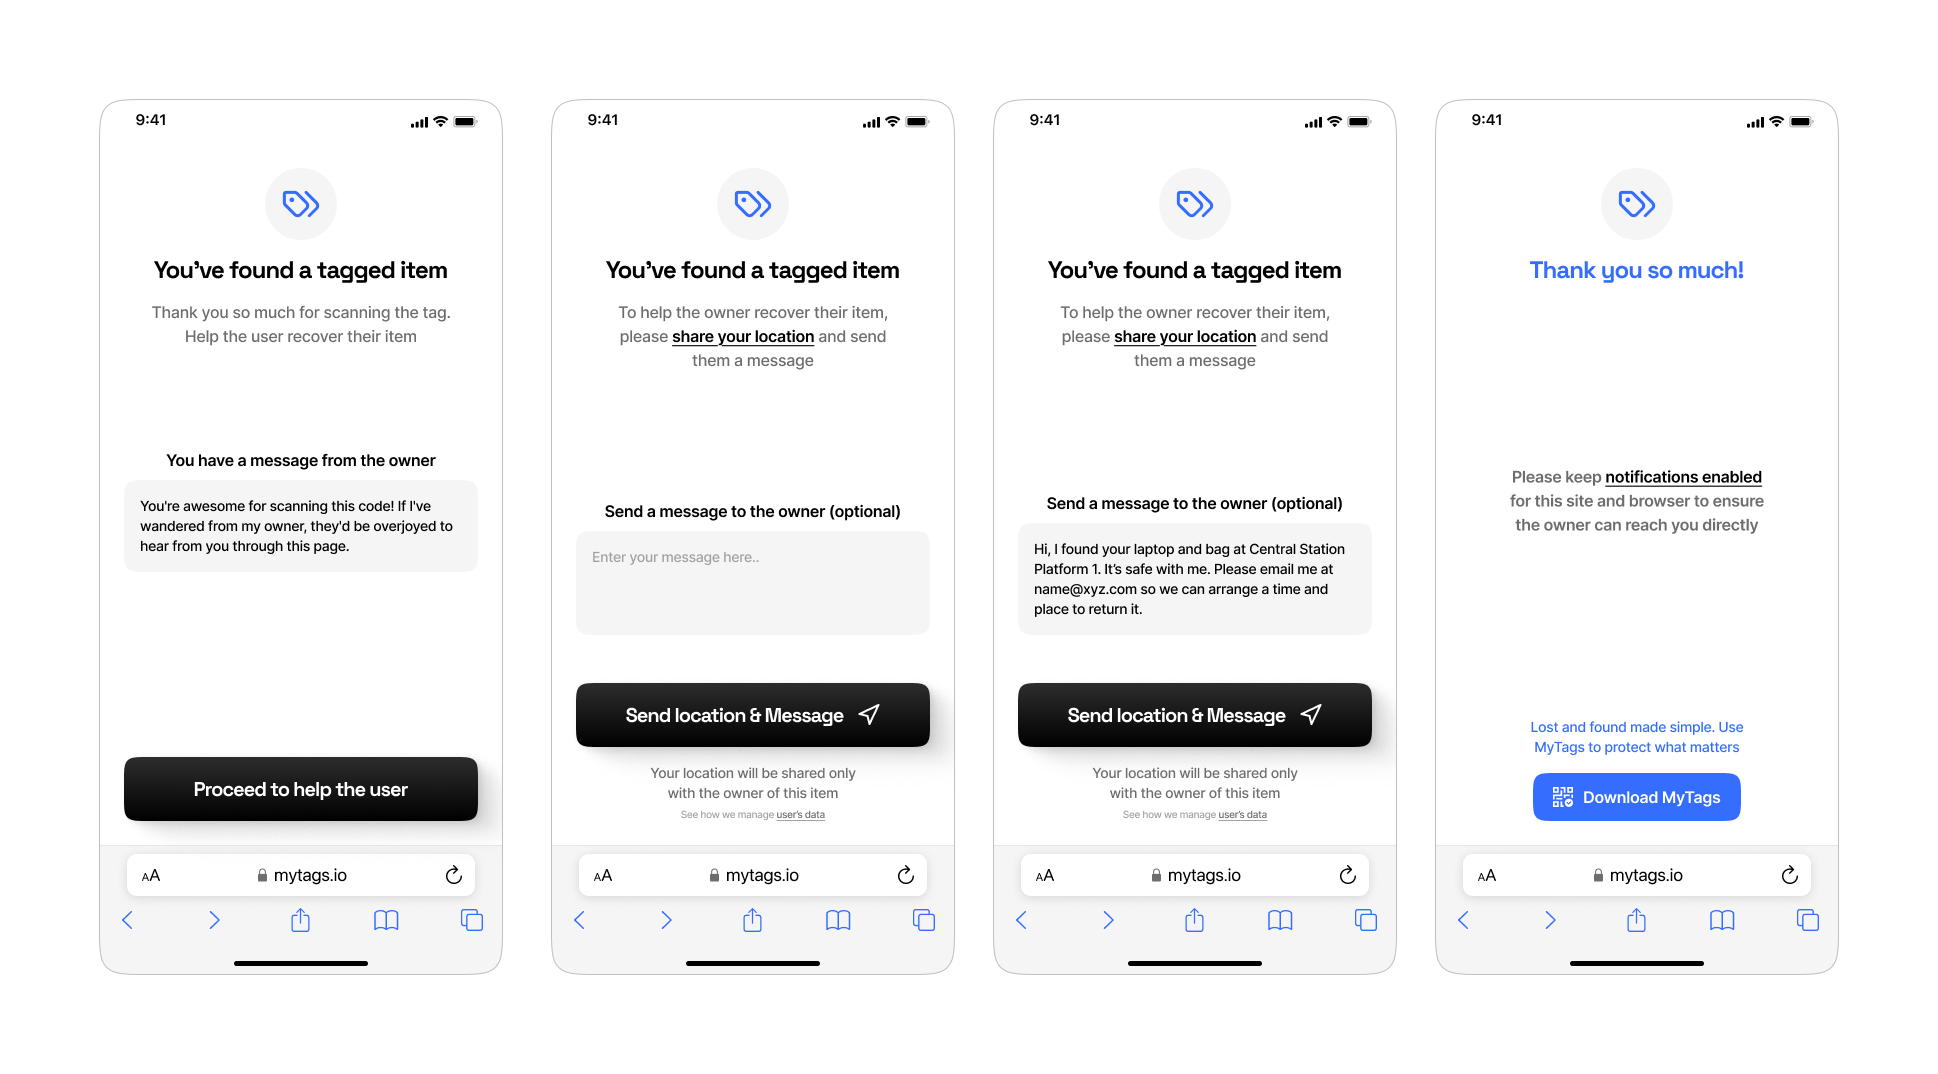 9:41
You've found a tagged item
Thank you so much for scanning the tag.
Help the user recover their item
You have a message from the owner
You're awesome for scanning this code! If I've
wandered from my owner, they'd be overjoyed to
hear from you through this page.
Proceed to help the user
AA
mytags.io
9:41
You've found a tagged item
To help the owner recover their item,
please share your location and send
them a message
Send a message to the owner (optional)
Enter your message here..
Send location & Message
Your location will be shared only
with the owner of this item
See how we manage user's data
AA
mytags.io
9:41
You've found a tagged item
To help the owner recover their item,
please share your location and send
them a message
Send a message to the owner (optional)
Hi, I found your laptop and bag at Central Station
Platform 1. It's safe with me. Please email me at
name@xyz.com so we can arrange a time and
place to return it.
Send location & Message
Your location will be shared only
with the owner of this item
See how we manage user's data
AA
mytags.io
9:41
Thank you so much!
Please keep notifications enabled
for this site and browser to ensure
the owner can reach you directly
Lost and found made simple. Use
MyTags to protect what matters
Download MyTags
AA
mytags.io